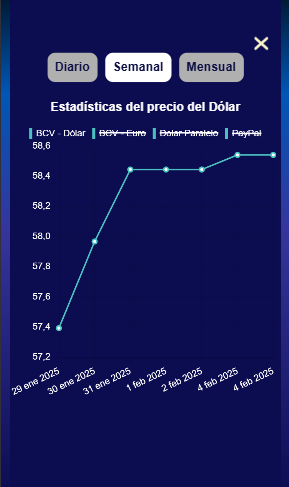 Diario Semanal Mensual
Estadísticas del precio del Dólar
BCV - Dólar BCV - Euro Dolar Paralelo PayPal
58,6
58,4
58,2
58,0
57,8
57,6
57,4
57,2
29 ene 2025 30 ene 2025 31 ene 2025 1 feb 2025 2 feb 2025 4 feb 2025 4 feb 2025